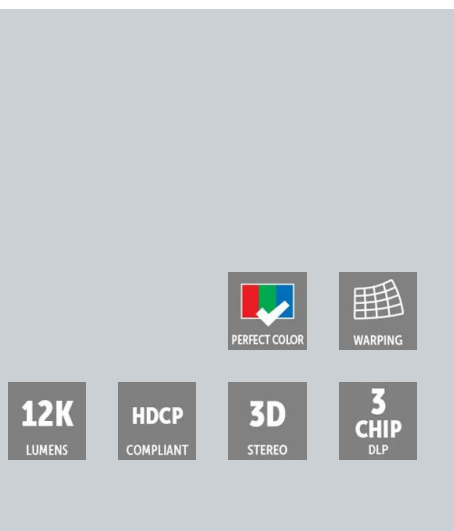 PERFECT COLOR
WARPING
12K
LUMENS
HDCP
COMPLIANT
3D
STEREO
3
CHIP
DLP